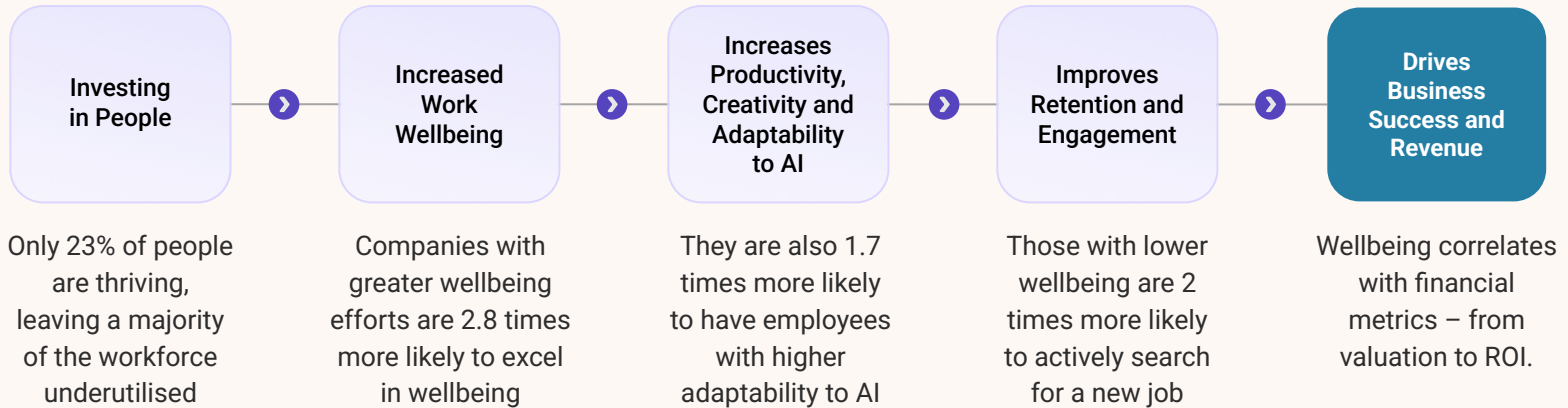 Investing
in People
Increased
Work
Wellbeing
Increases
Productivity,
Creativity and
Adaptability
to AI
Improves
Retention and
Engagement
Drives
Business
Success and
Revenue
Only 23% of people
are thriving,
leaving a majority
of the workforce
underutilised
Companies with
greater wellbeing
efforts are 2.8 times
more likely to excel
in wellbeing
They are also 1.7
times more likely
to have employees
with higher
adaptability to AI
Those with lower
wellbeing are 2
times more likely
to actively search
for a new job
Wellbeing correlates
with financial
metrics – from
valuation to ROI.